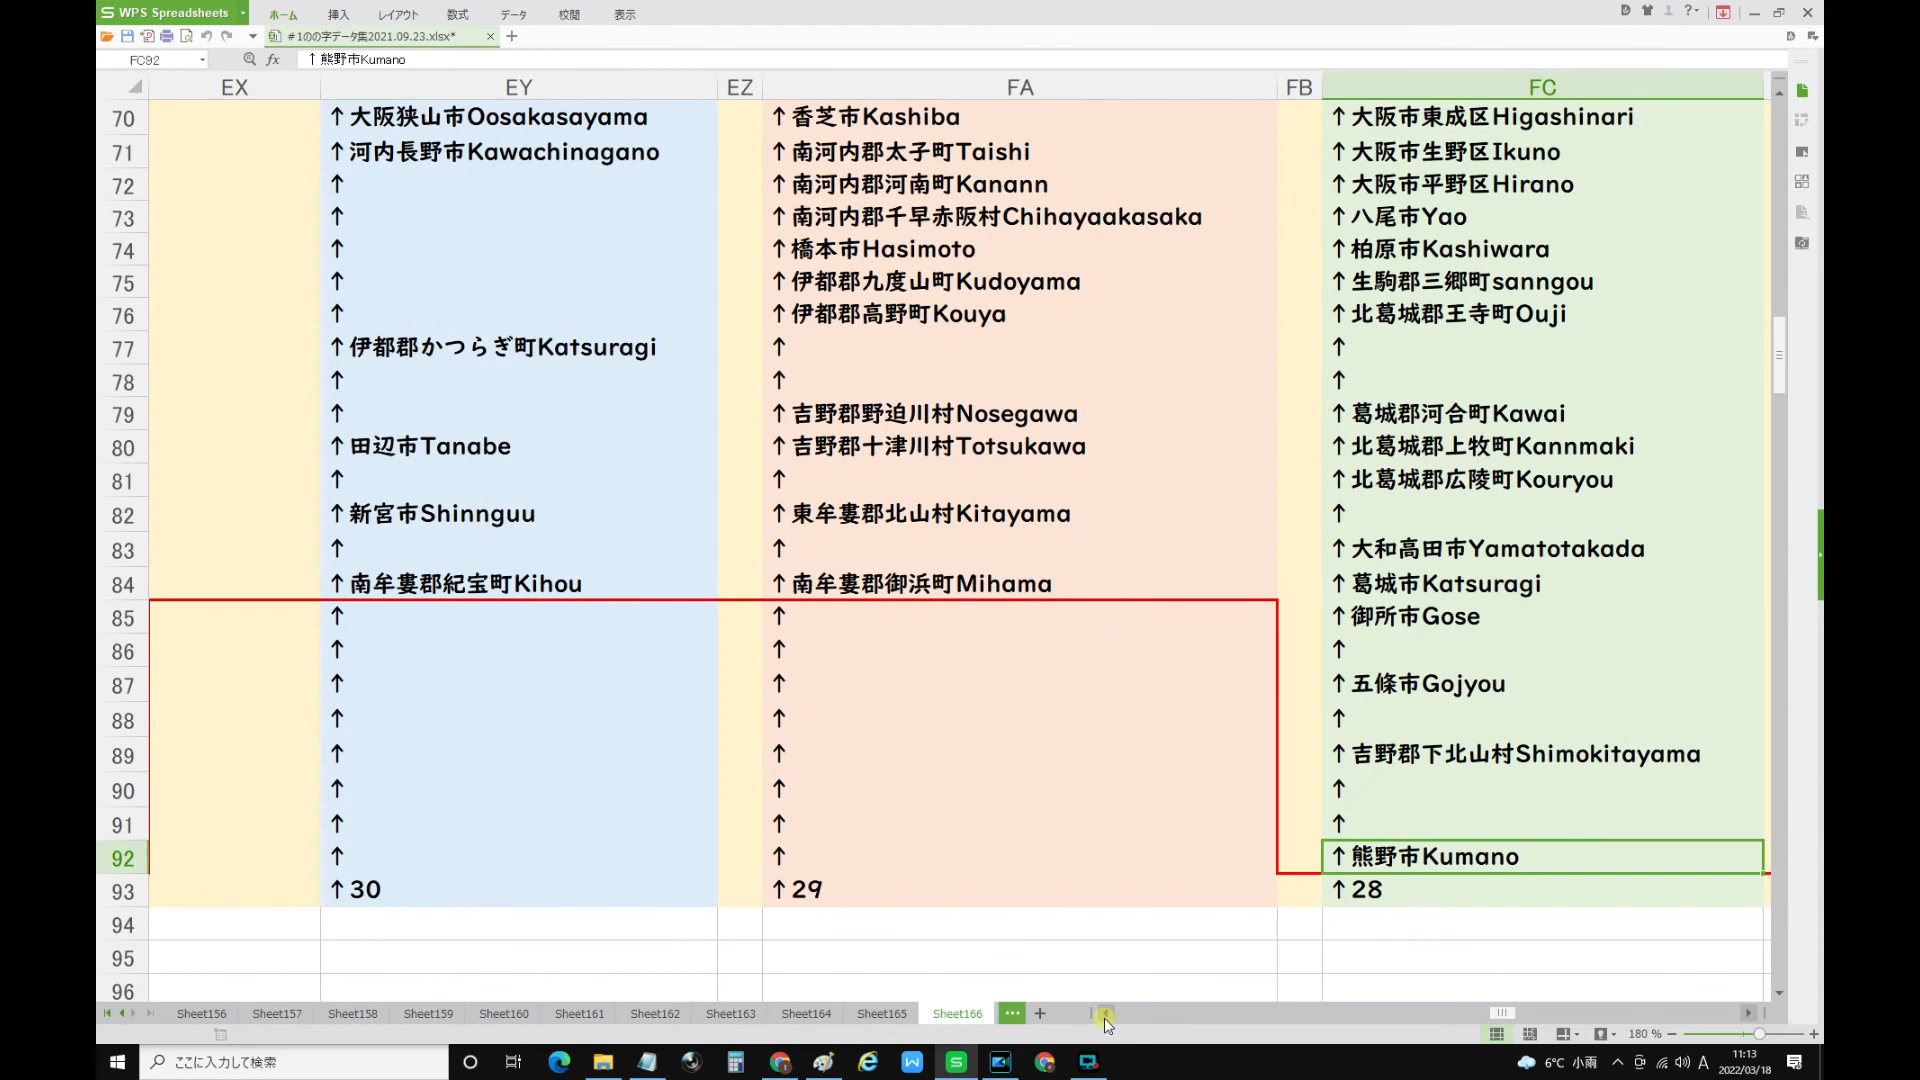 WPS Spreadsheets
ホーム 挿入 レイアウト 数式 データ 校閲 表示
#1のの字データ集2021.09.23.xlsx*
FC92 fx ↑熊野市Kumano
EX EY EZ FA FB FC
70 ↑大阪狭山市Oosakasayama ↑香芝市Kashiba ↑大阪市東成区Higashinari
71 ↑河内長野市Kawachinagano ↑南河内郡太子町Taishi ↑大阪市生野区Ikuno
72 ↑ ↑南河内郡河南町Kanann ↑大阪市平野区Hirano
73 ↑ ↑南河内郡千早赤阪村Chihayaakasaka ↑八尾市Yao
74 ↑ ↑橋本市Hasimoto ↑柏原市Kashiwara
75 ↑ ↑伊都郡九度山町Kudoyama ↑生駒郡三郷町sanngou
76 ↑ ↑伊都郡高野町Kouya ↑北葛城郡王寺町Ouji
77 ↑伊都郡かつらぎ町Katsuragi ↑ ↑
78 ↑ ↑ ↑
79 ↑ ↑吉野郡野迫川村Nosegawa ↑葛城郡河合町Kawai
80 ↑田辺市Tanabe ↑吉野郡十津川村Totsukawa ↑北葛城郡上牧町Kannmaki
81 ↑ ↑ ↑北葛城郡広陵町Kouryou
82 ↑新宮市Shinnguu ↑東牟婁郡北山村Kitayama ↑
83 ↑ ↑ ↑大和高田市Yamatotakada
84 ↑南牟婁郡紀宝町Kihou ↑南牟婁郡御浜町Mihama ↑葛城市Katsuragi
85 ↑ ↑ ↑御所市Gose
86 ↑ ↑ ↑
87 ↑ ↑ ↑五條市Gojyou
88 ↑ ↑ ↑
89 ↑ ↑ ↑吉野郡下北山村Shimokitayama
90 ↑ ↑ ↑
91 ↑ ↑ ↑
92 ↑ ↑ ↑熊野市Kumano
93 ↑30 ↑29 ↑28
94
95
96
Sheet156 Sheet157 Sheet158 Sheet159 Sheet160 Sheet161 Sheet162 Sheet163 Sheet164 Sheet165 Sheet166
180 %
ここに入力して検索
6℃ 小雨 A 11:13
2022/03/18